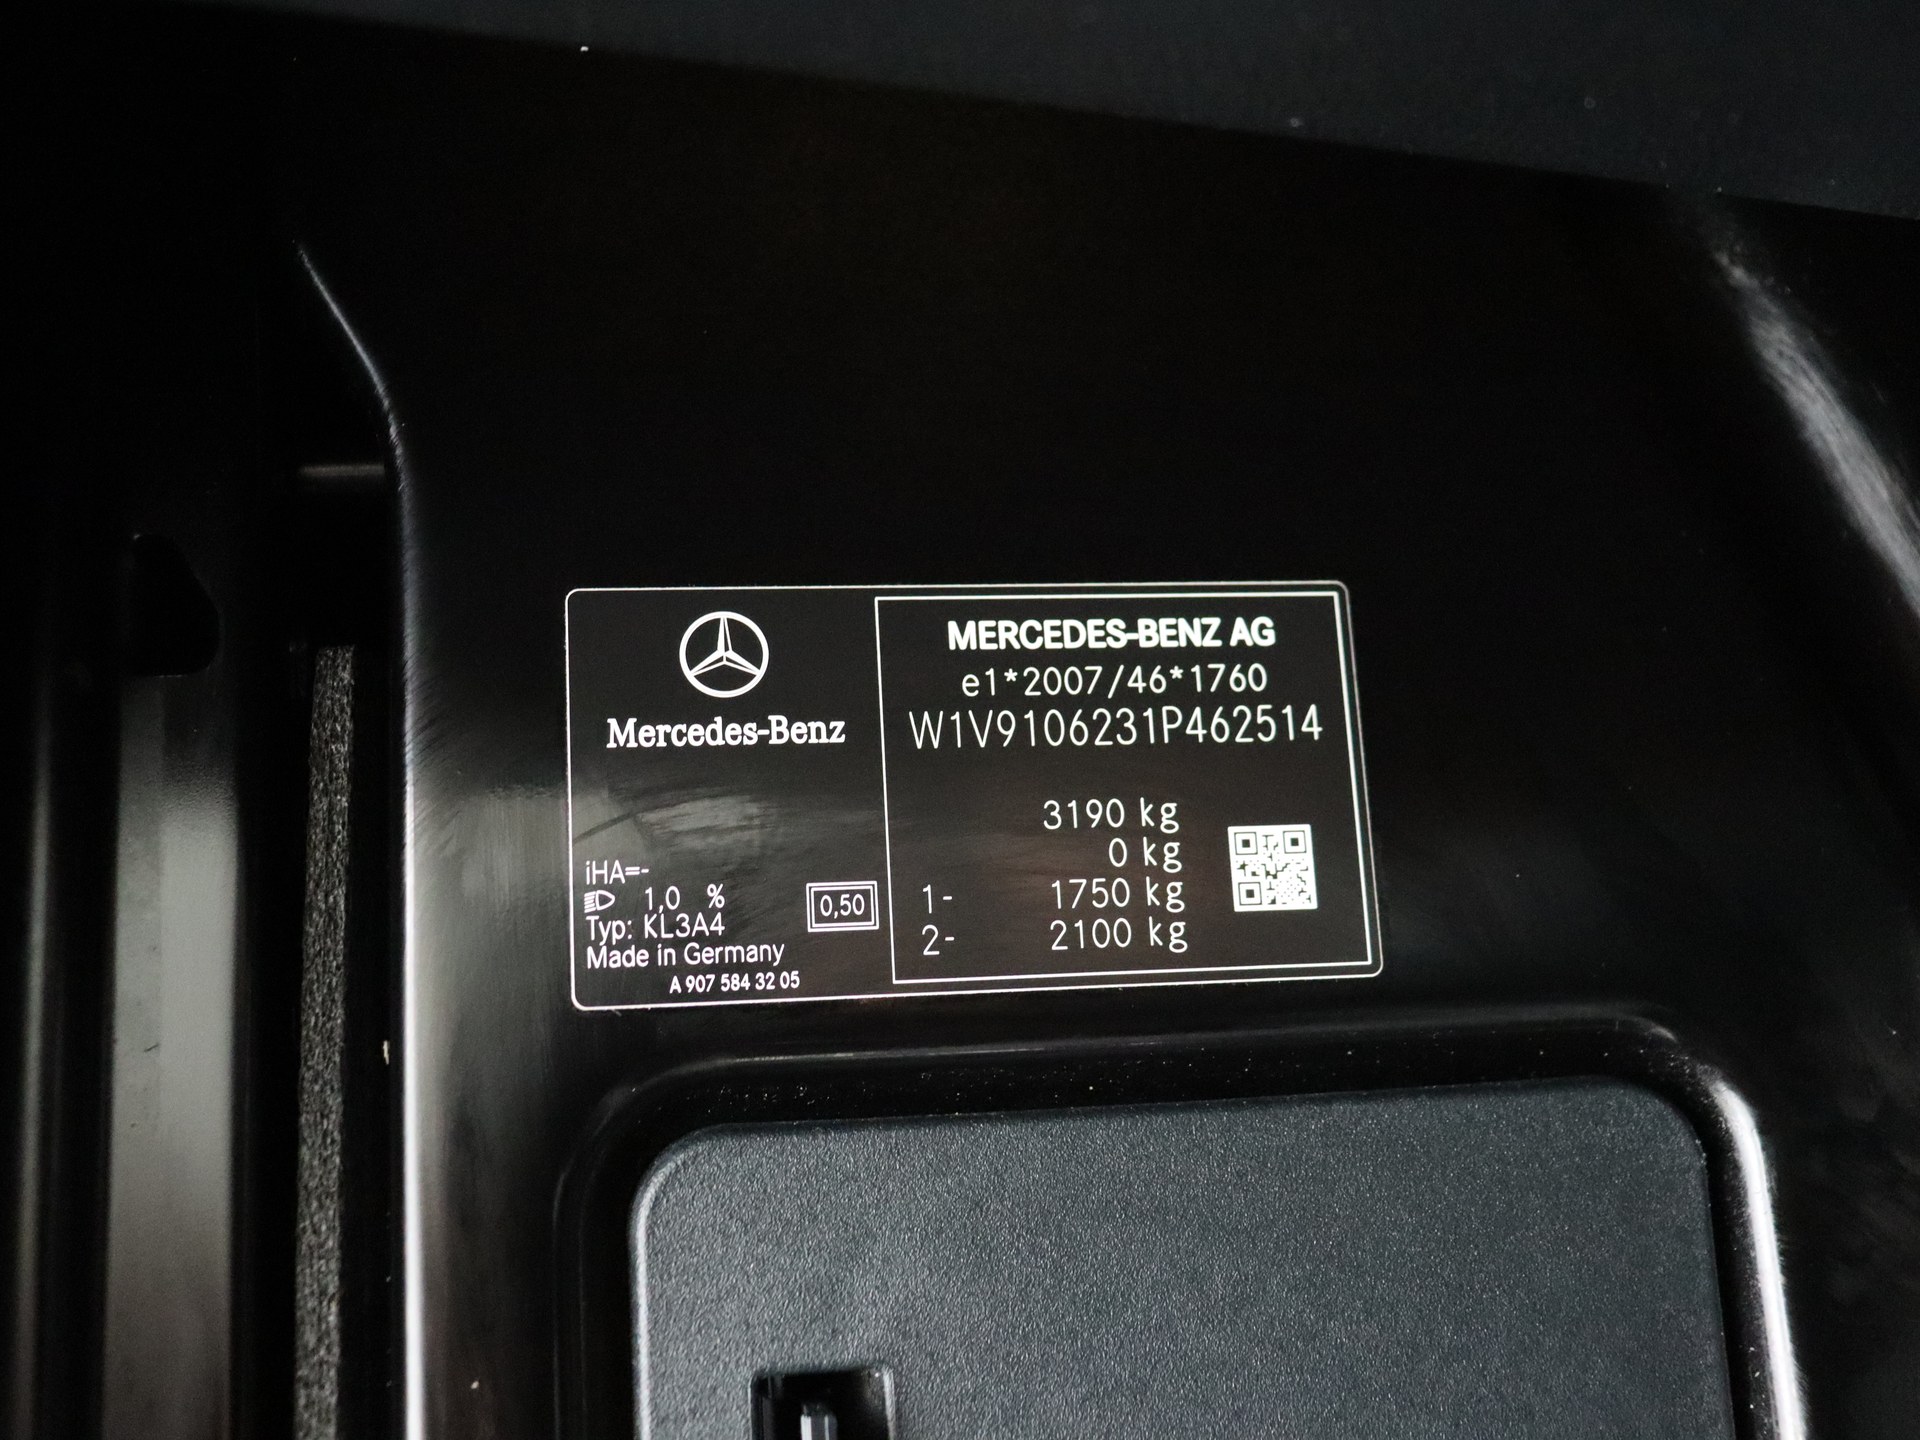 Mercedes-Benz
iHA=-
1,0 %
Typ: KL3A4
Made in Germany
A 907 584 32 05
0,50
MERCEDES-BENZ AG
e1*2007/46*1760
W1V9106231P462514
3190 kg
0 kg
1- 1750 kg
2- 2100 kg